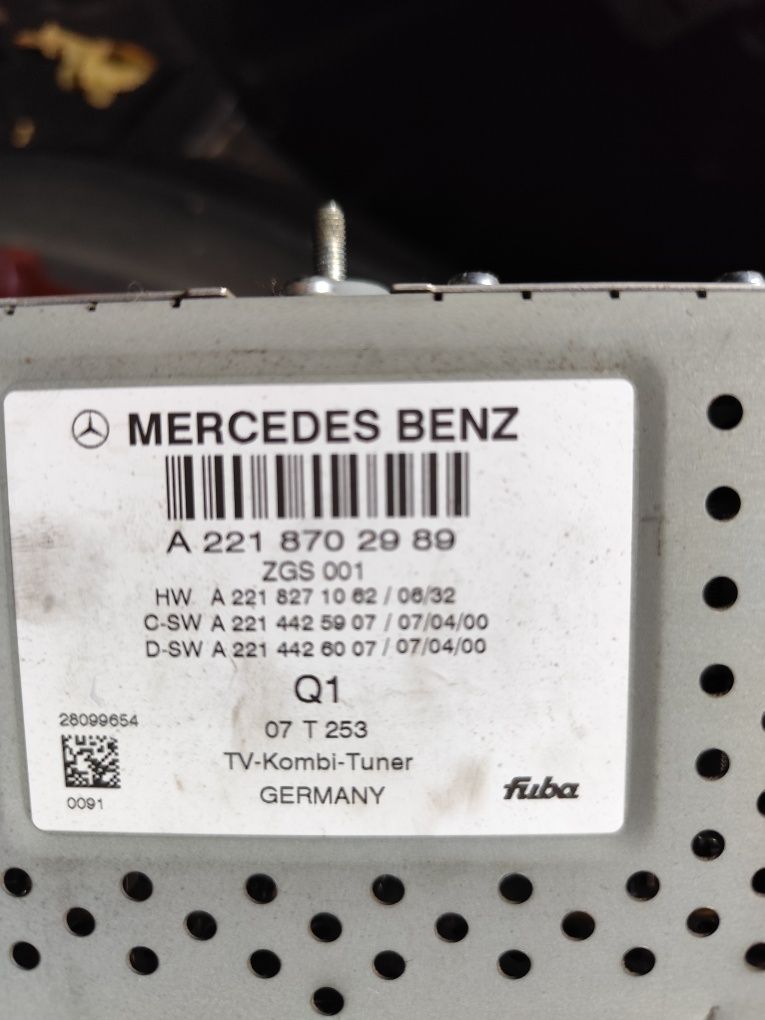 MERCEDES BENZ
A 221 870 29 89
ZGS 001
HW A 221 827 10 62 / 06/32
C-SW A 221 442 59 07 / 07/04/00
D-SW A 221 442 60 07 / 07/04/00
Q1
28099654
07 T 253
TV-Kombi-Tuner
0091
GERMANY
fuba